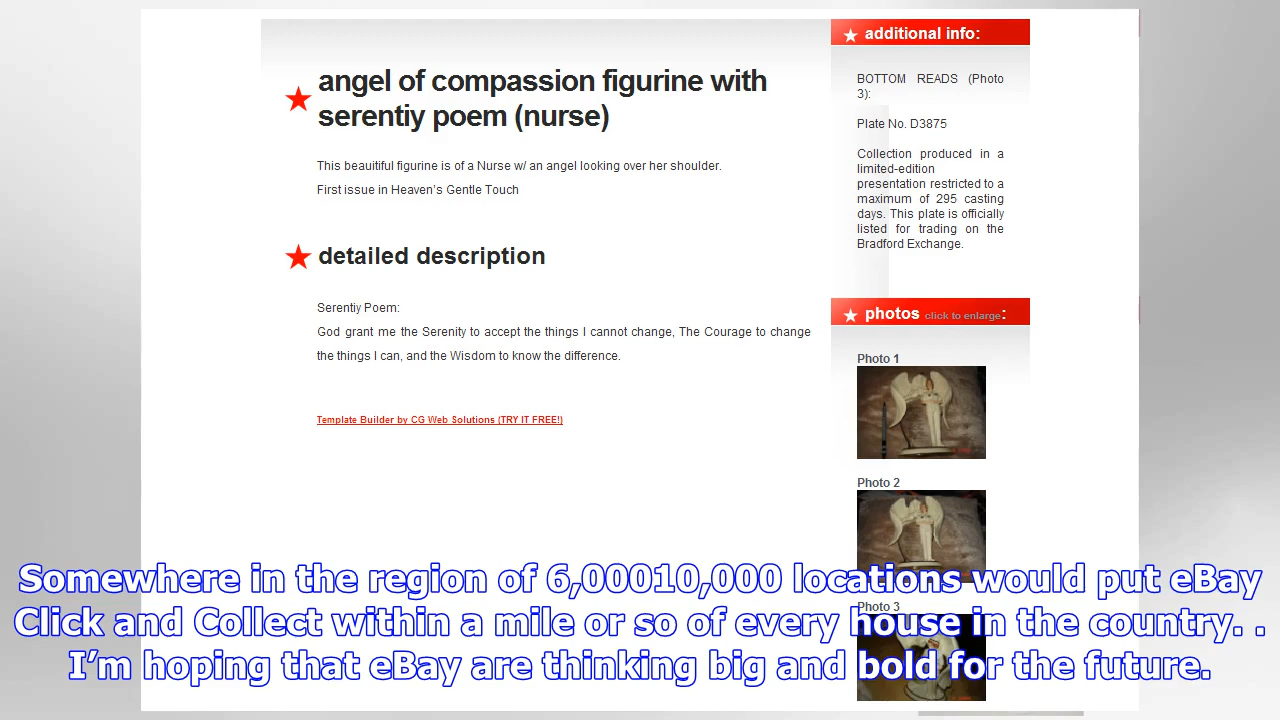 angel of compassion figurine with
serentiy poem (nurse)
This beauitiful figurine is of a Nurse w/ an angel looking over her shoulder.
First issue in Heaven's Gentle Touch
detailed description
Serentiy Poem:
God grant me the Serenity to accept the things I cannot change, The Courage to change
the things I can, and the Wisdom to know the difference.
Template Builder by CG Web Solutions (TRY IT FREE!)
additional info:
BOTTOM READS (Photo
3):
Plate No. D3875
Collection produced in a
limited-edition
presentation restricted to a
maximum of 295 casting
days. This plate is officially
listed for trading on the
Bradford Exchange.
photos click to enlarge:
Photo 1
Photo 2
Photo 3
Somewhere in the region of 6,00010,000 locations would put eBay
Click and Collect within a mile or so of every house in the country. .
I’m hoping that eBay are thinking big and bold for the future.